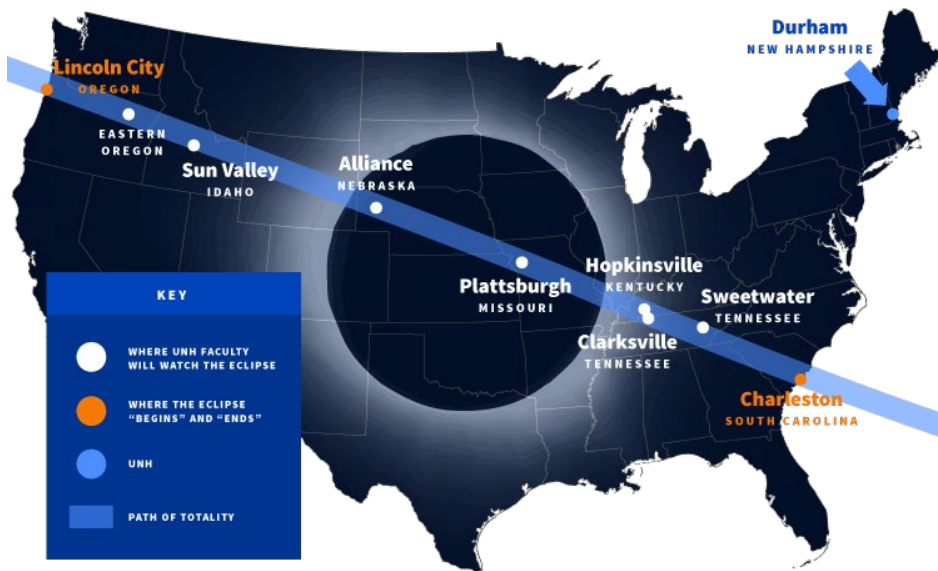 Durham
NEW HAMPSHIRE
Lincoln City
OREGON
EASTERN
OREGON
Sun Valley
IDAHO
Alliance
NEBRASKA
Plattsburgh
MISSOURI
Hopkinsville
KENTUCKY
Sweetwater
TENNESSEE
Clarksville
TENNESSEE
Charleston
SOUTH CAROLINA
KEY
WHERE UNH FACULTY
WILL WATCH THE ECLIPSE
WHERE THE ECLIPSE
“BEGINS” AND “ENDS”
UNH
PATH OF TOTALITY